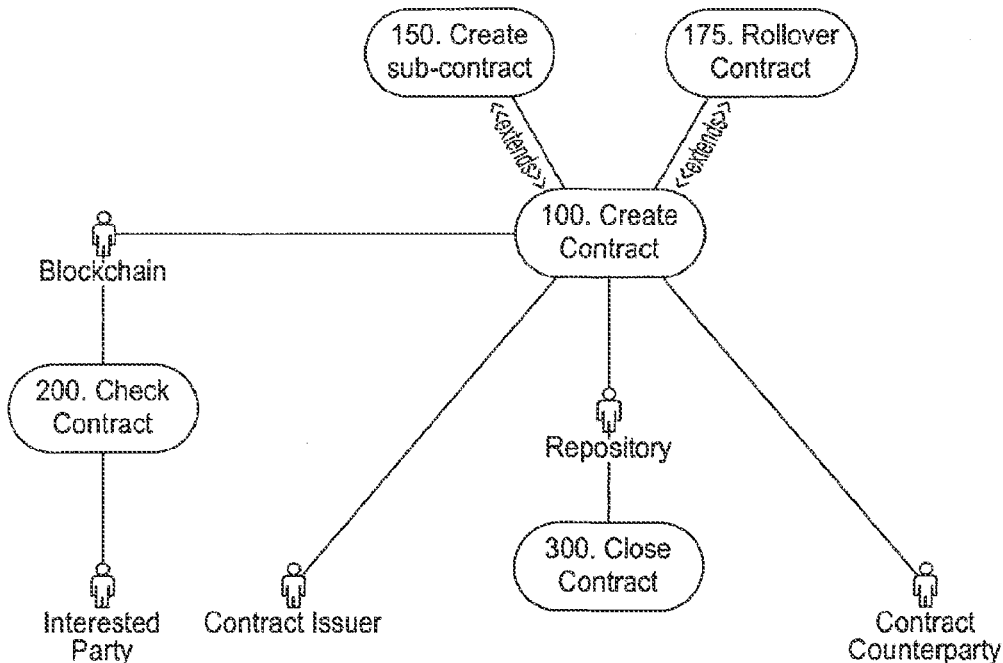 150. Create
sub-contract
175. Rollover
Contract
<<extends>>
<<extends>>
100. Create
Contract
Blockchain
200. Check
Contract
Repository
300. Close
Contract
Interested
Party
Contract Issuer
Contract
Counterparty